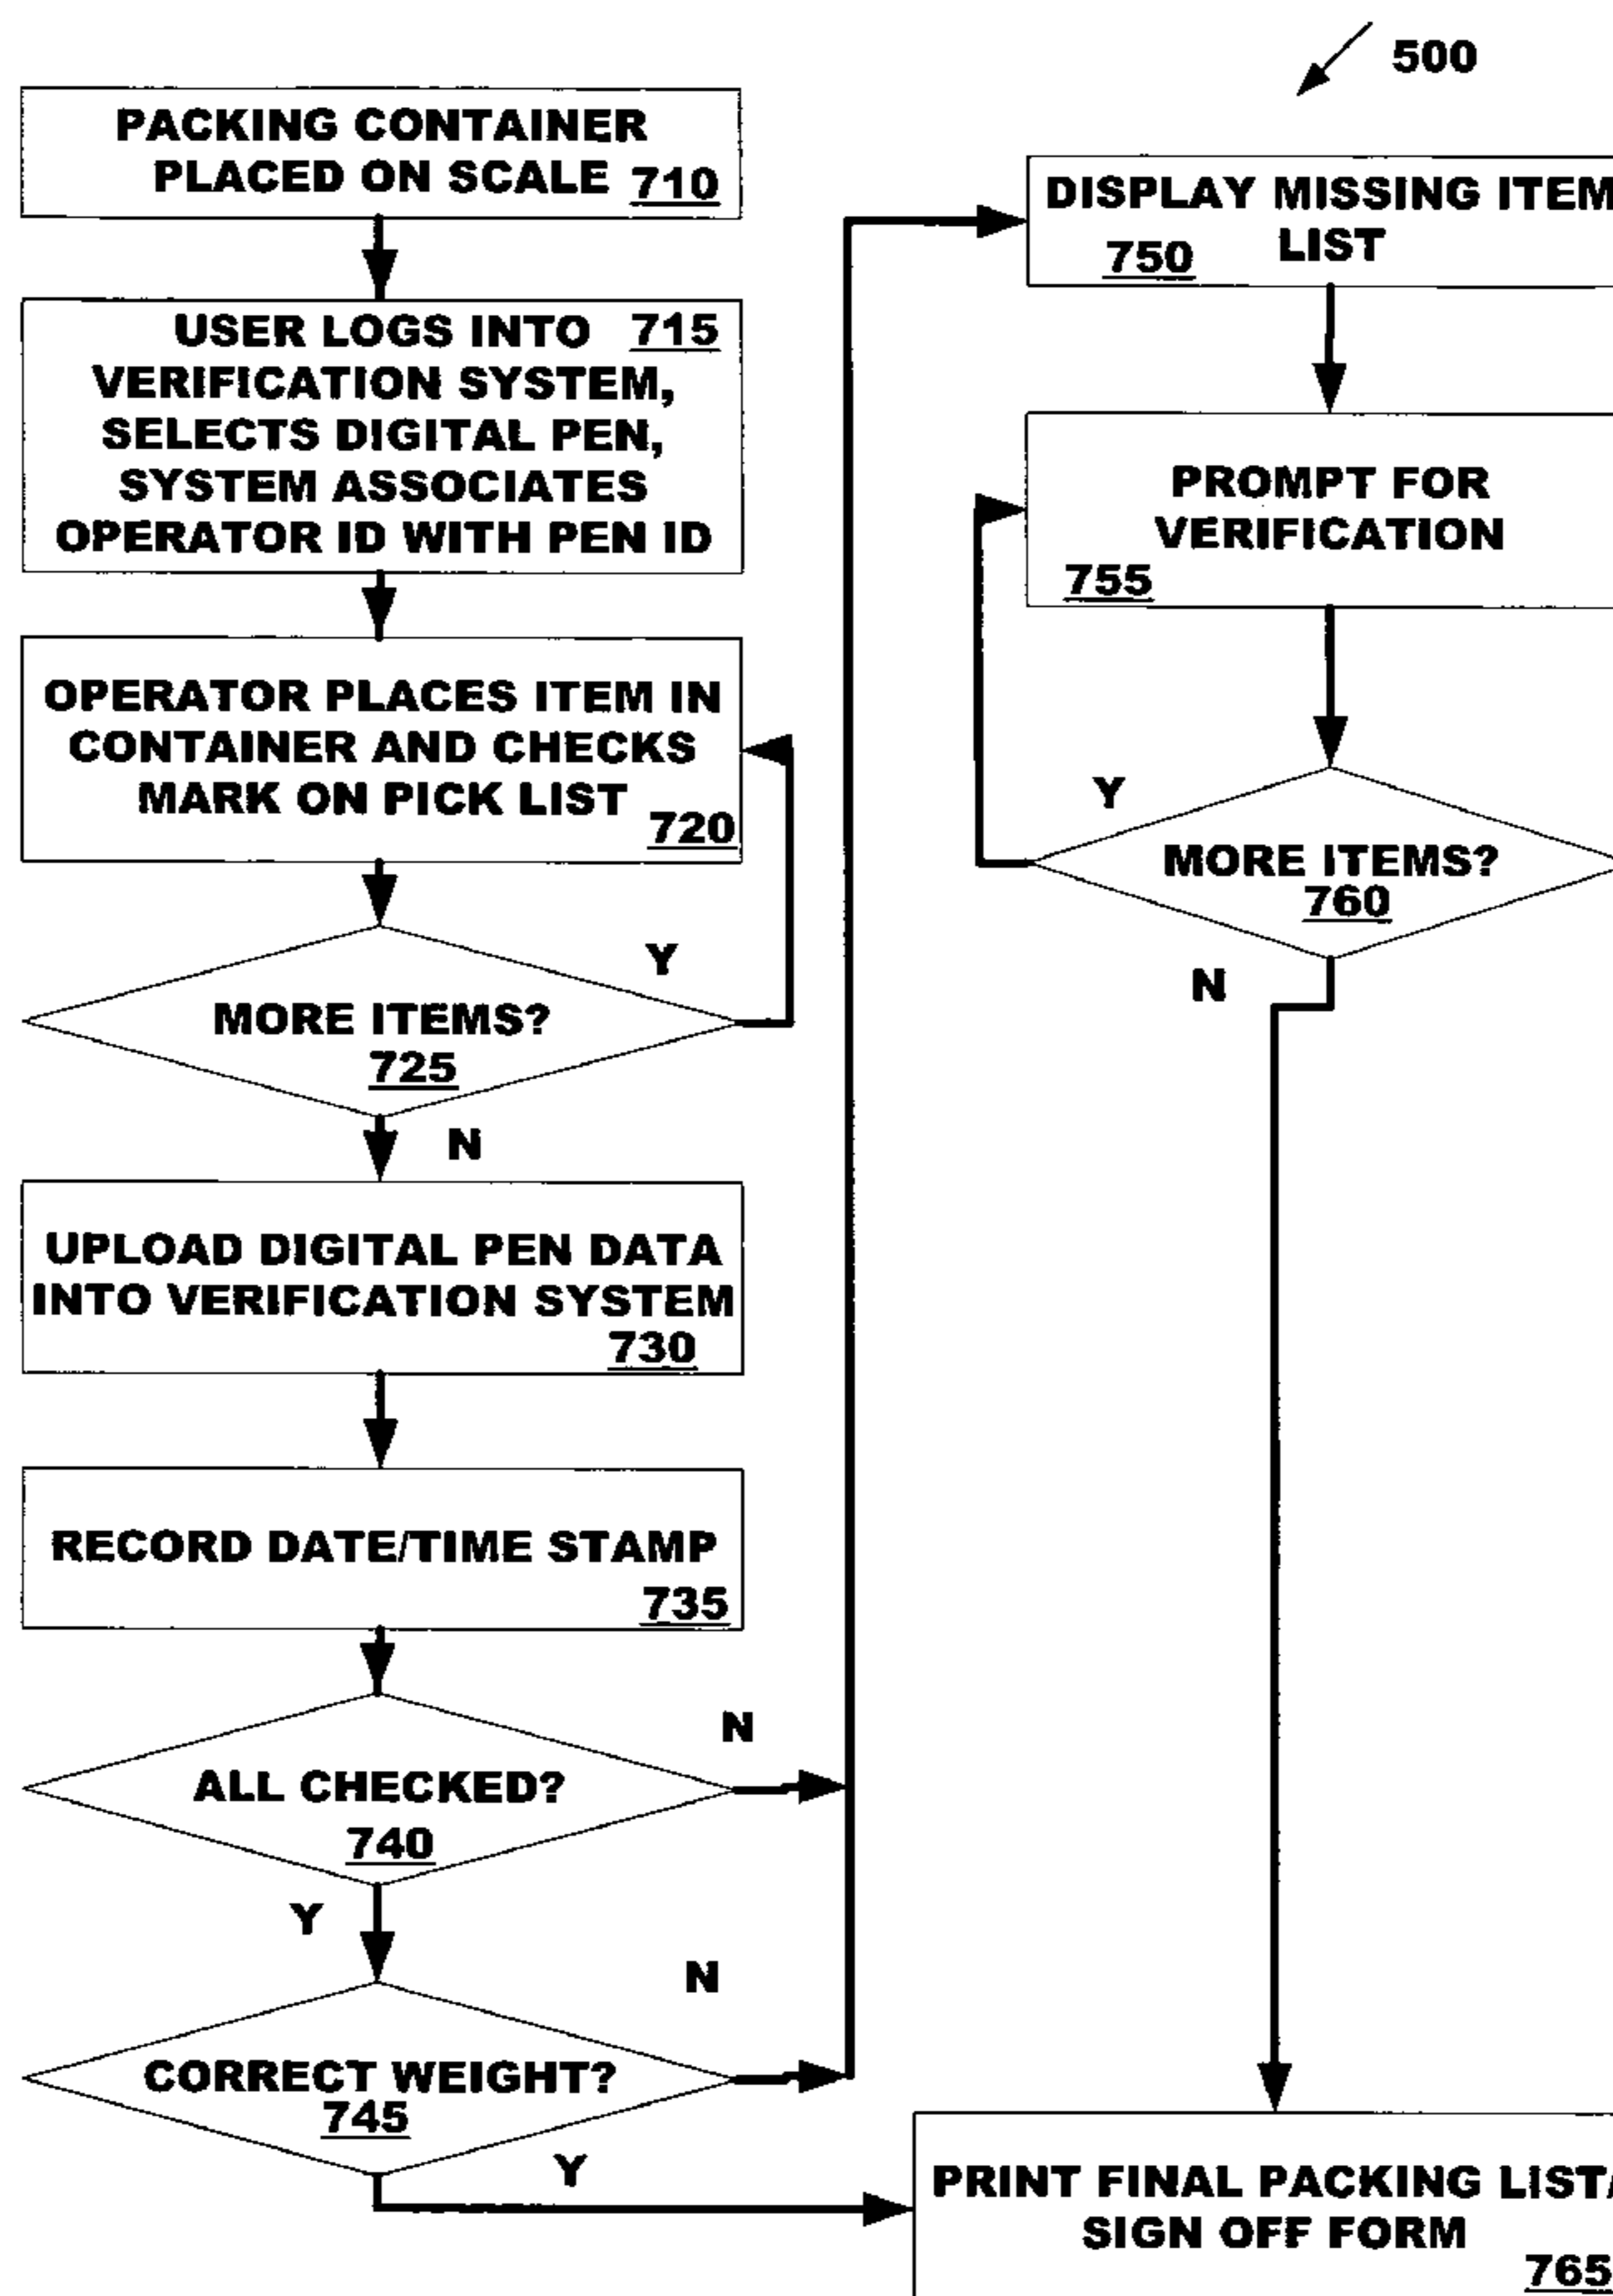 500
PACKING CONTAINER
PLACED ON SCALE 710
USER LOGS INTO 715
VERIFICATION SYSTEM,
SELECTS DIGITAL PEN,
SYSTEM ASSOCIATES
OPERATOR ID WITH PEN ID
OPERATOR PLACES ITEM IN
CONTAINER AND CHECKS
MARK ON PICK LIST
720
Y
MORE ITEMS?
725
N
UPLOAD DIGITAL PEN DATA
INTO VERIFICATION SYSTEM
730
RECORD DATE/TIME STAMP
735
N
ALL CHECKED?
740
Y
N
CORRECT WEIGHT?
745
Y
DISPLAY MISSING ITEM
LIST
750
PROMPT FOR
VERIFICATION
755
Y
MORE ITEMS?
760
N
PRINT FINAL PACKING LIST
SIGN OFF FORM
765